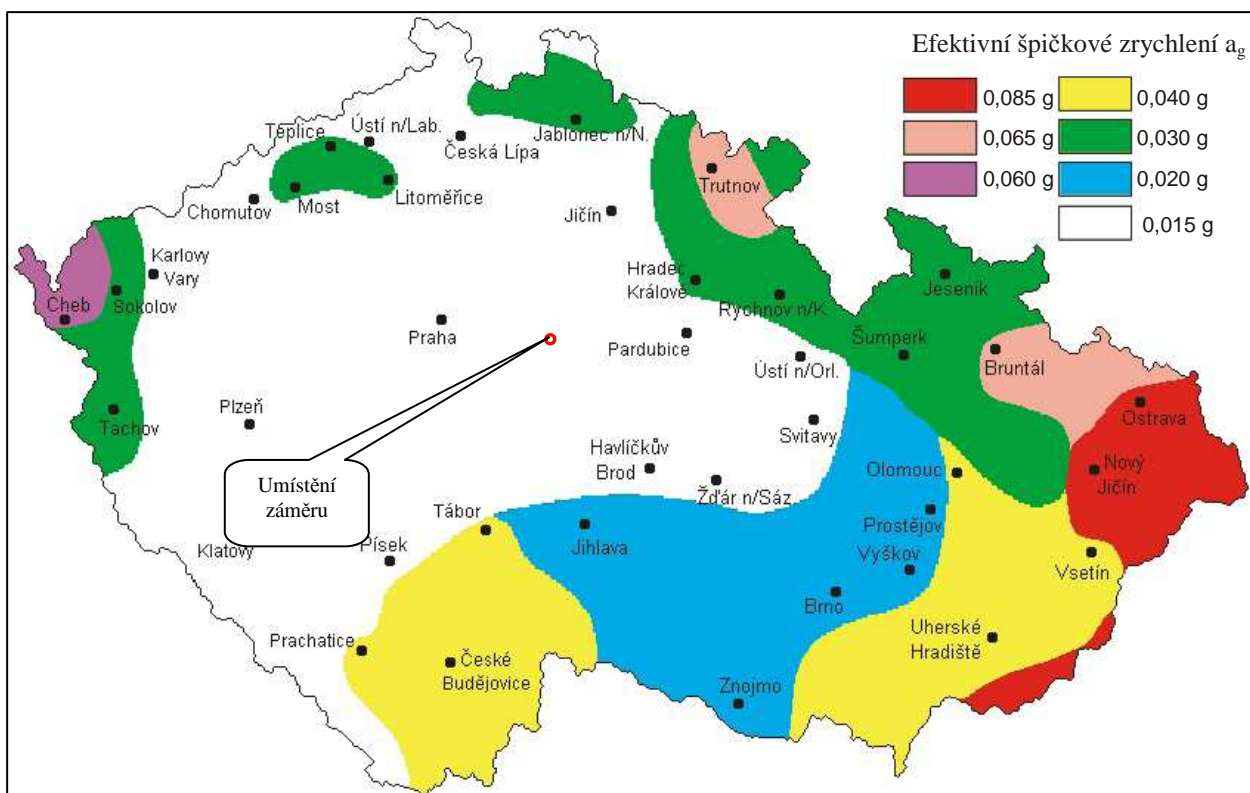 Efektivní špičkové zrychlení ag
0,085 g
0,040 g
0,065 g
0,030 g
0,060 g
0,020 g
0,015 g
Teplice
Ústí n/Lab.
Česká Lípa
Jablonec n/N.
Chomutov
Most
Litoměřice
Jičín
Trutnov
Karlovy
Vary
Cheb
Sokolov
Hradec
Králové
Rychnov n/K.
Jeseník
Praha
Pardubice
Ústí n/Orl.
Šumperk
Bruntál
Tachov
Plzeň
Svitavy
Ostrava
Umístění
záměru
Havlíčkův
Brod
Žďár n/Sáz.
Olomouc
Nový
Jičín
Tábor
Prostějov
Klatovy
Písek
Jihlava
Vyškov
Vsetín
Brno
Prachatice
České
Budějovice
Uherské
Hradiště
Znojmo